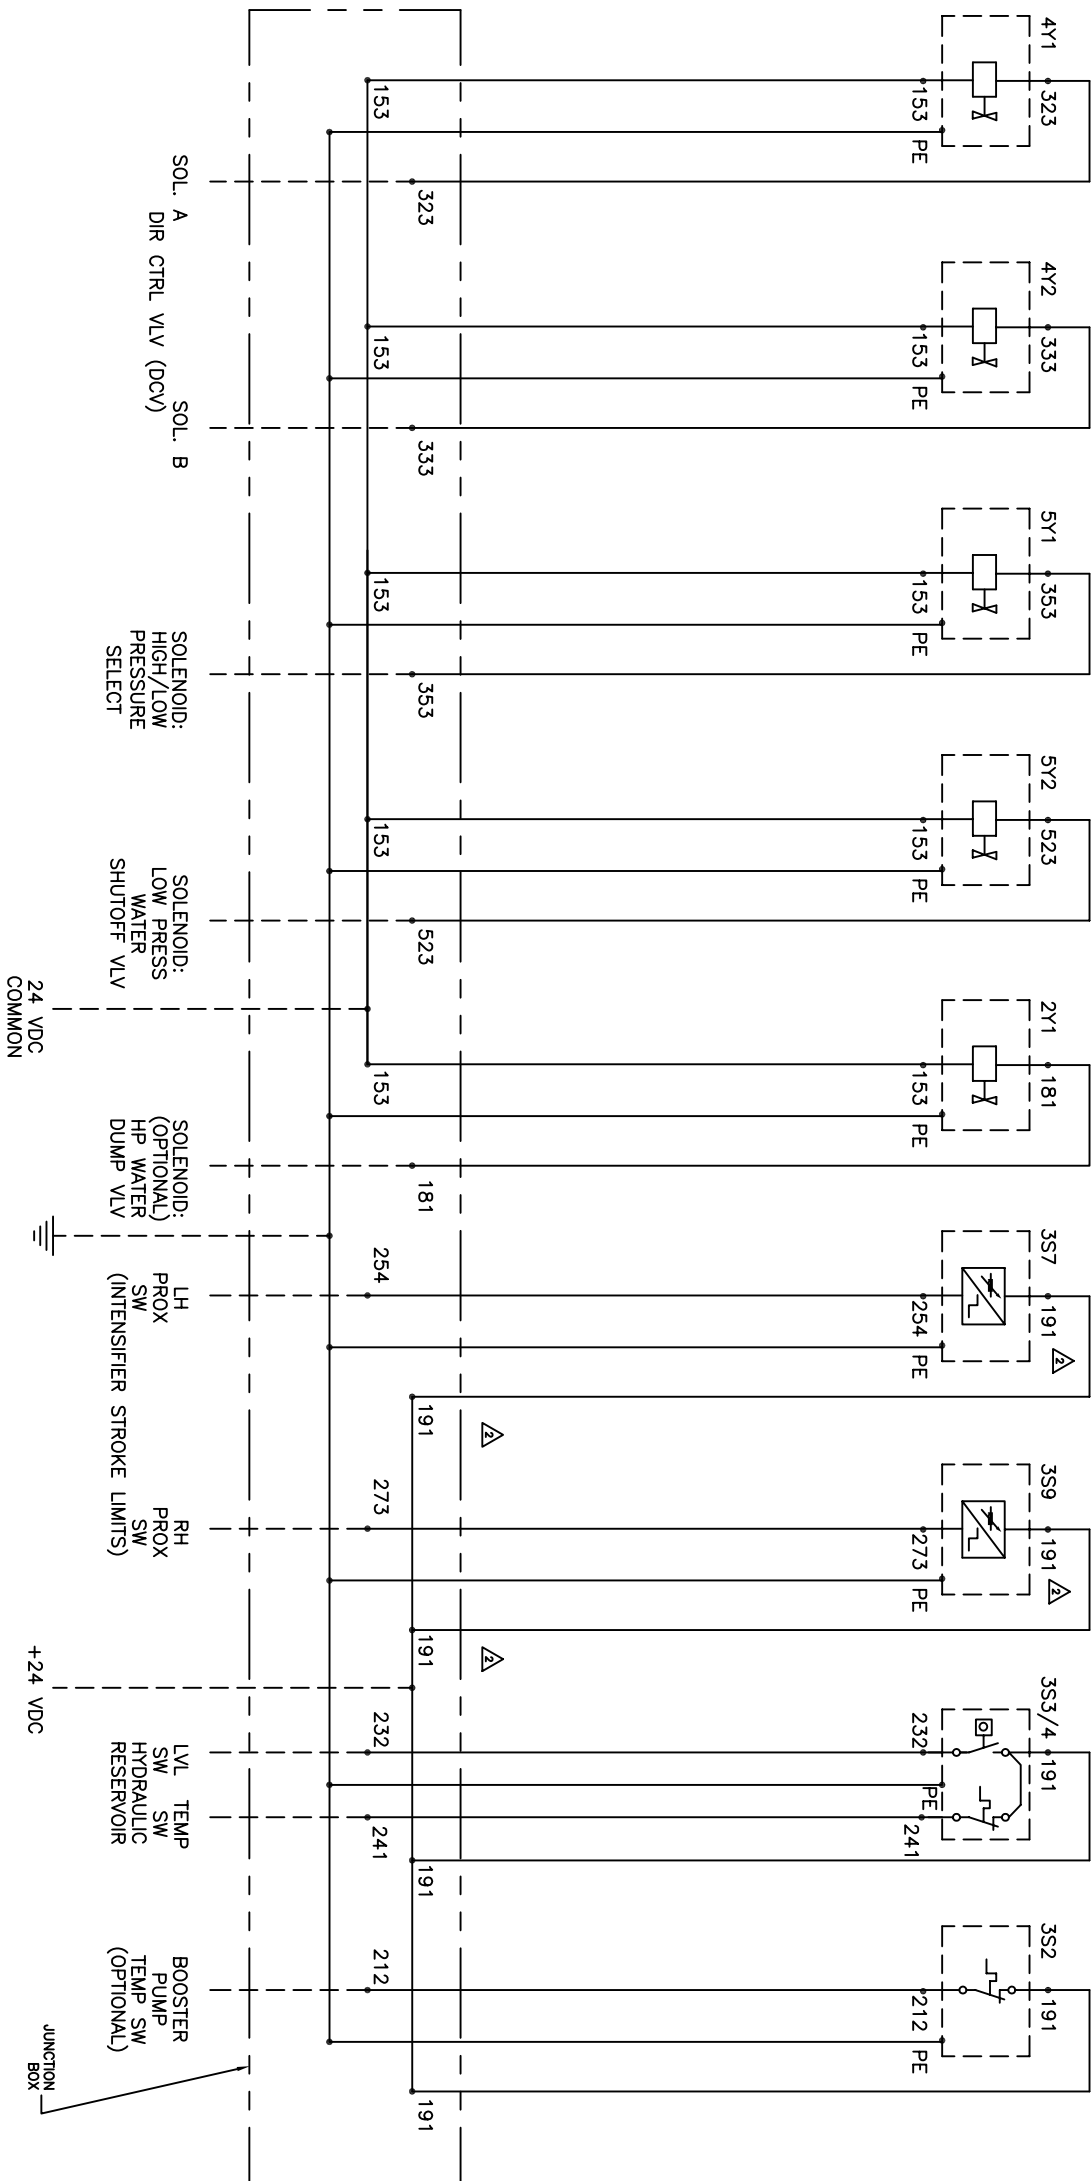 4Y1
323
153
PE
153
323
SOL. A
DIR CTRL VLV (DCV)
4Y2
333
153
PE
153
333
SOL. B
5Y1
353
153
PE
153
353
SOLENOID:
HIGH/LOW
PRESSURE
SELECT
5Y2
523
153
PE
153
523
SOLENOID:
LOW PRESS
WATER
SHUTOFF VLV
24 VDC
COMMON
2Y1
181
153
PE
153
181
SOLENOID:
(OPTIONAL)
HP WATER
DUMP VLV
3S7
191
2
254
PE
254
191
2
LH
PROX
SW
(INTENSIFIER STROKE LIMITS)
3S9
191
2
273
PE
273
191
2
RH
PROX
SW
+24 VDC
3S3/4
191
232
PE
241
232
241
191
LVL TEMP
SW SW
HYDRAULIC
RESERVOIR
3S2
191
212
PE
212
191
BOOSTER
PUMP
TEMP SW
(OPTIONAL)
JUNCTION
BOX